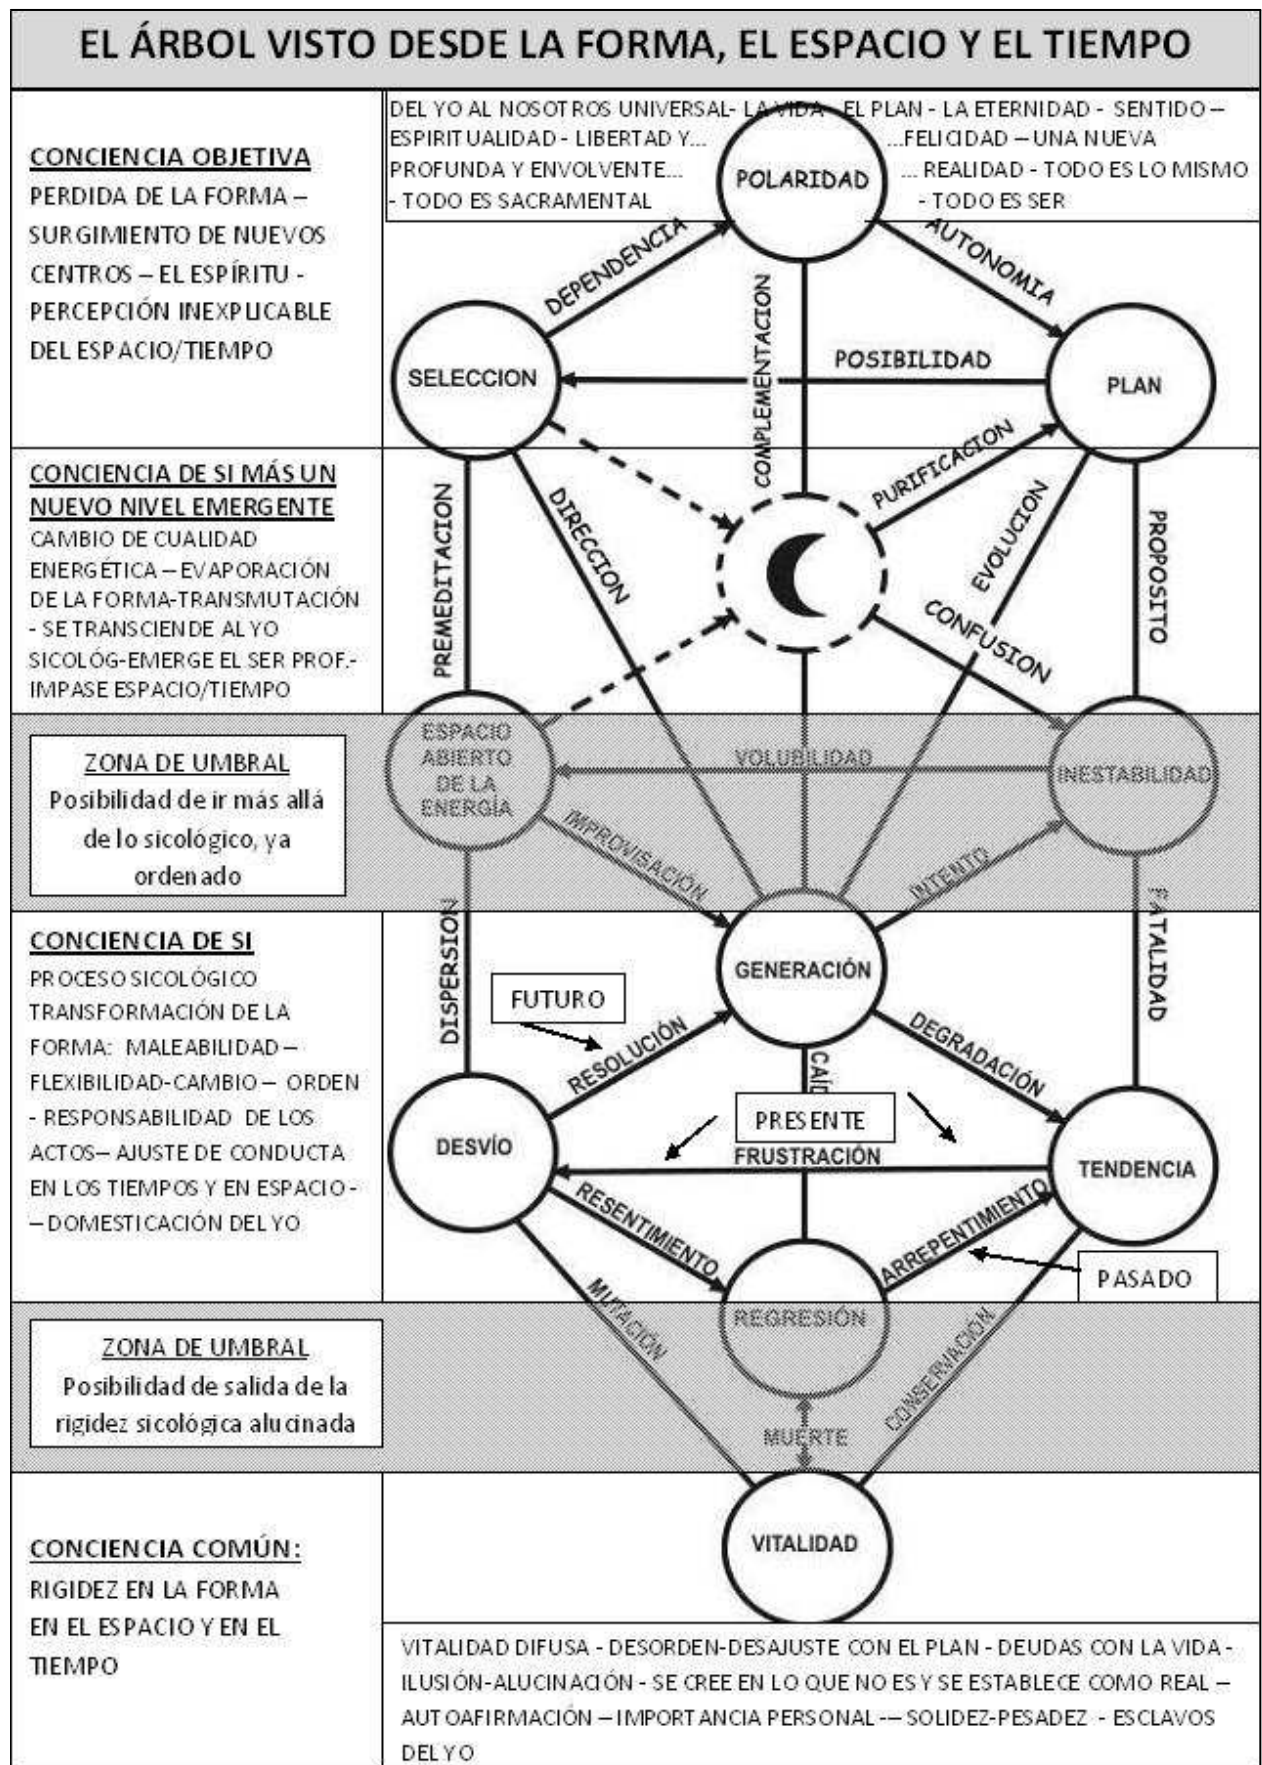 EL ÁRBOL VISTO DESDE LA FORMA, EL ESPACIO Y EL TIEMPO
CONCIENCIA OBJETIVA
PERDIDA DE LA FORMA –
SURGIMIENTO DE NUEVOS
CENTROS – EL ESPÍRITU -
PERCEPCIÓN INEXPLICABLE
DEL ESPACIO/TIEMPO
DEL YO AL NOSOTROS UNIVERSAL- LA VIDA - EL PLAN - LA ETERNIDAD - SENTIDO –
ESPIRITUALIDAD - LIBERTAD Y... ...FELICIDAD – UNA NUEVA
PROFUNDA Y ENVOLVENTE... ... REALIDAD - TODO ES LO MISMO
- TODO ES SACRAMENTAL - TODO ES SER
POLARIDAD
DEPENDENCIA
AUTONOMIA
COMPLEMENTACION
POSIBILIDAD
SELECCION
PLAN
CONCIENCIA DE SI MÁS UN
NUEVO NIVEL EMERGENTE
CAMBIO DE CUALIDAD
ENERGÉTICA – EVAPORACIÓN
DE LA FORMA-TRANSMUTACIÓN
- SE TRANSCIENDE AL YO
SICOLÓG-EMERGE EL SER PROF.-
IMPASE ESPACIO/TIEMPO
PREMEDITACION
DIRECCION
PURIFICACION
EVOLUCION
PROPOSITO
CONFUSION
ZONA DE UMBRAL
Posibilidad de ir más allá
de lo sicológico, ya
ordenado
ESPACIO
ABIERTO
DE LA
ENERGÍA
VOLUBILIDAD
INESTABILIDAD
IMPROVISACIÓN
INTENTO
CONCIENCIA DE SI
PROCESO SICOLÓGICO
TRANSFORMACIÓN DE LA
FORMA: MALEABILIDAD –
FLEXIBILIDAD-CAMBIO – ORDEN
- RESPONSABILIDAD DE LOS
ACTOS– AJUSTE DE CONDUCTA
EN LOS TIEMPOS Y EN ESPACIO -
– DOMESTICACIÓN DEL YO
DISPERSION
FATALIDAD
GENERACIÓN
FUTURO
RESOLUCIÓN
DEGRADACIÓN
PRESENTE
FRUSTRACIÓN
DESVÍO
TENDENCIA
RESENTIMIENTO
ARREPENTIMIENTO
PASADO
ZONA DE UMBRAL
Posibilidad de salida de la
rigidez sicológica alucinada
MUTACIÓN
REGRESIÓN
CONSERVACIÓN
MUERTE
CONCIENCIA COMÚN:
RIGIDEZ EN LA FORMA
EN EL ESPACIO Y EN EL
TIEMPO
VITALIDAD
VITALIDAD DIFUSA - DESORDEN-DESAJUSTE CON EL PLAN - DEUDAS CON LA VIDA -
ILUSIÓN-ALUCINACIÓN - SE CREE EN LO QUE NO ES Y SE ESTABLECE COMO REAL –
AUTOAFIRMACIÓN – IMPORTANCIA PERSONAL -– SOLIDEZ-PESADEZ - ESCLAVOS
DEL YO